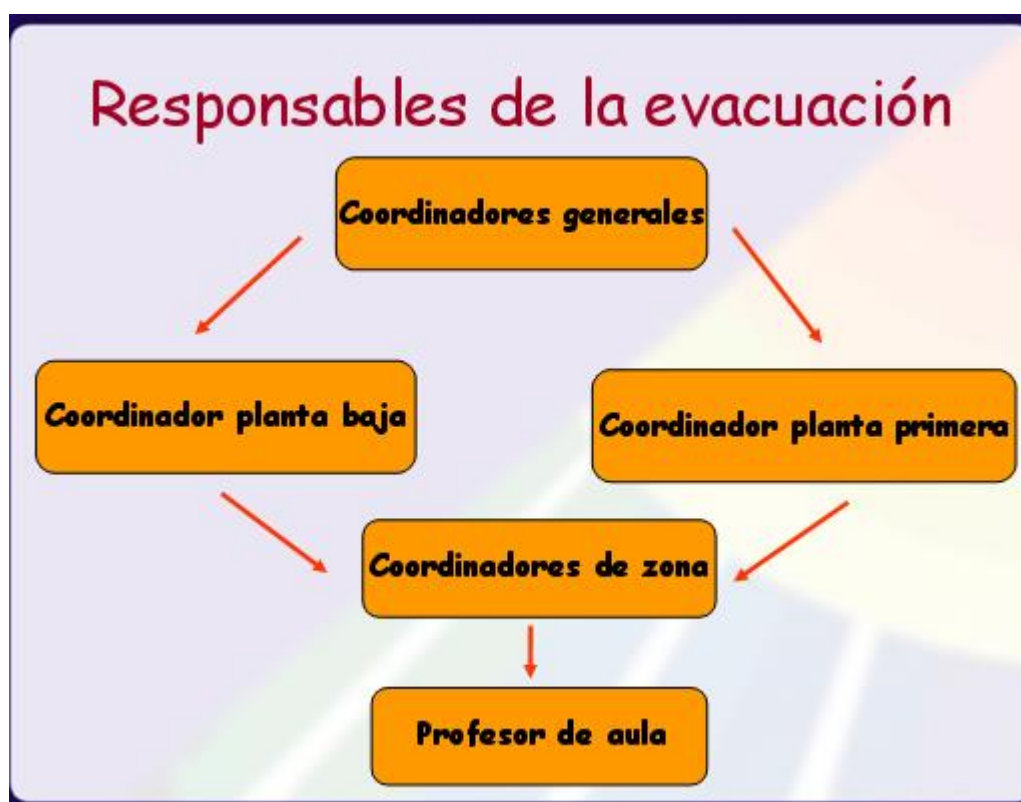 Responsables de la evacuación
Coordinadores generales
Coordinador planta baja
Coordinador planta primera
Coordinadores de zona
Profesor de aula